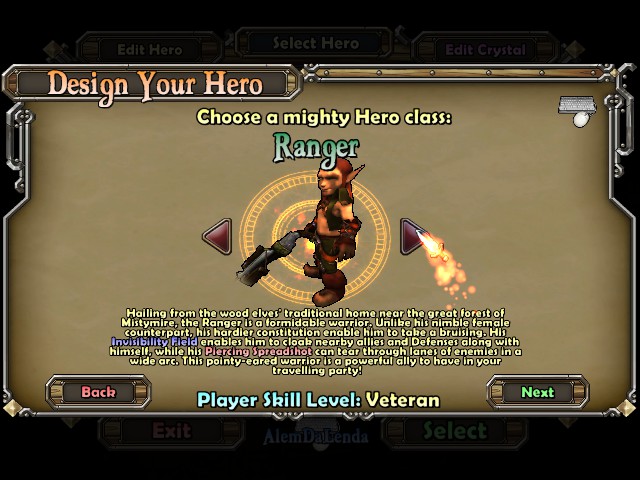 Edit Hero
Select Hero
Edit Crystal
Design Your Hero
Choose a mighty Hero class:
Ranger
Hailing from the wood elves' traditional home near the great forest of
Mistymire, the Ranger is a formidable warrior. Unlike his nimble female
counterpart, his hardier constitution enable him to take a bruising. His
Invisibility Field enables him to cloak nearby allies and Defenses along with
himself, while his Piercing Spreadshot can tear through lanes of enemies in a
wide arc. This pointy-eared warrior is a powerful ally to have in your
travelling party!
Back
Player Skill Level: Veteran
Next
Exit
AlemDaLenda
Select